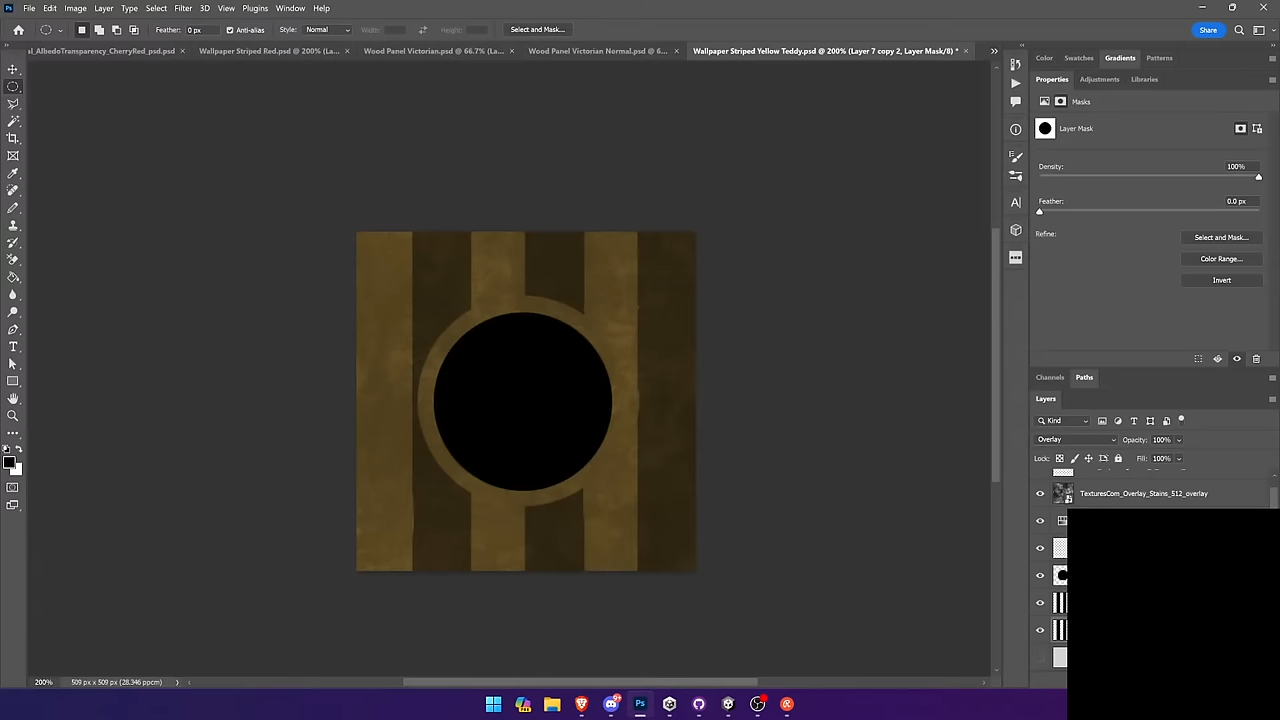 File Edit Image Layer Type Select Filter 3D View Plugins Window Help
Feather: 0 px Anti-alias Style: Normal Width: Height: Select and Mask... Share
al_AlbedoTransparency_CherryRed_psd.psd × Wallpaper Striped Red.psd @ 200% (La... × Wood Panel Victorian.psd @ 66.7% (La... × Wood Panel Victorian Normal.psd @ 6... × Wallpaper Striped Yellow Teddy.psd @ 200% (Layer 7 copy 2, Layer Mask/8) * ×
Color Swatches Gradients Patterns
Properties Adjustments Libraries
Masks
Layer Mask
Density: 100%
Feather: 0.0 px
Refine: Select and Mask...
Color Range...
Invert
Channels Paths
Layers
Kind
Overlay Opacity: 100%
Lock: Fill: 100%
TexturesCom_Overlay_Stains_512_overlay
200% 509 px x 509 px (28.346 ppcm)